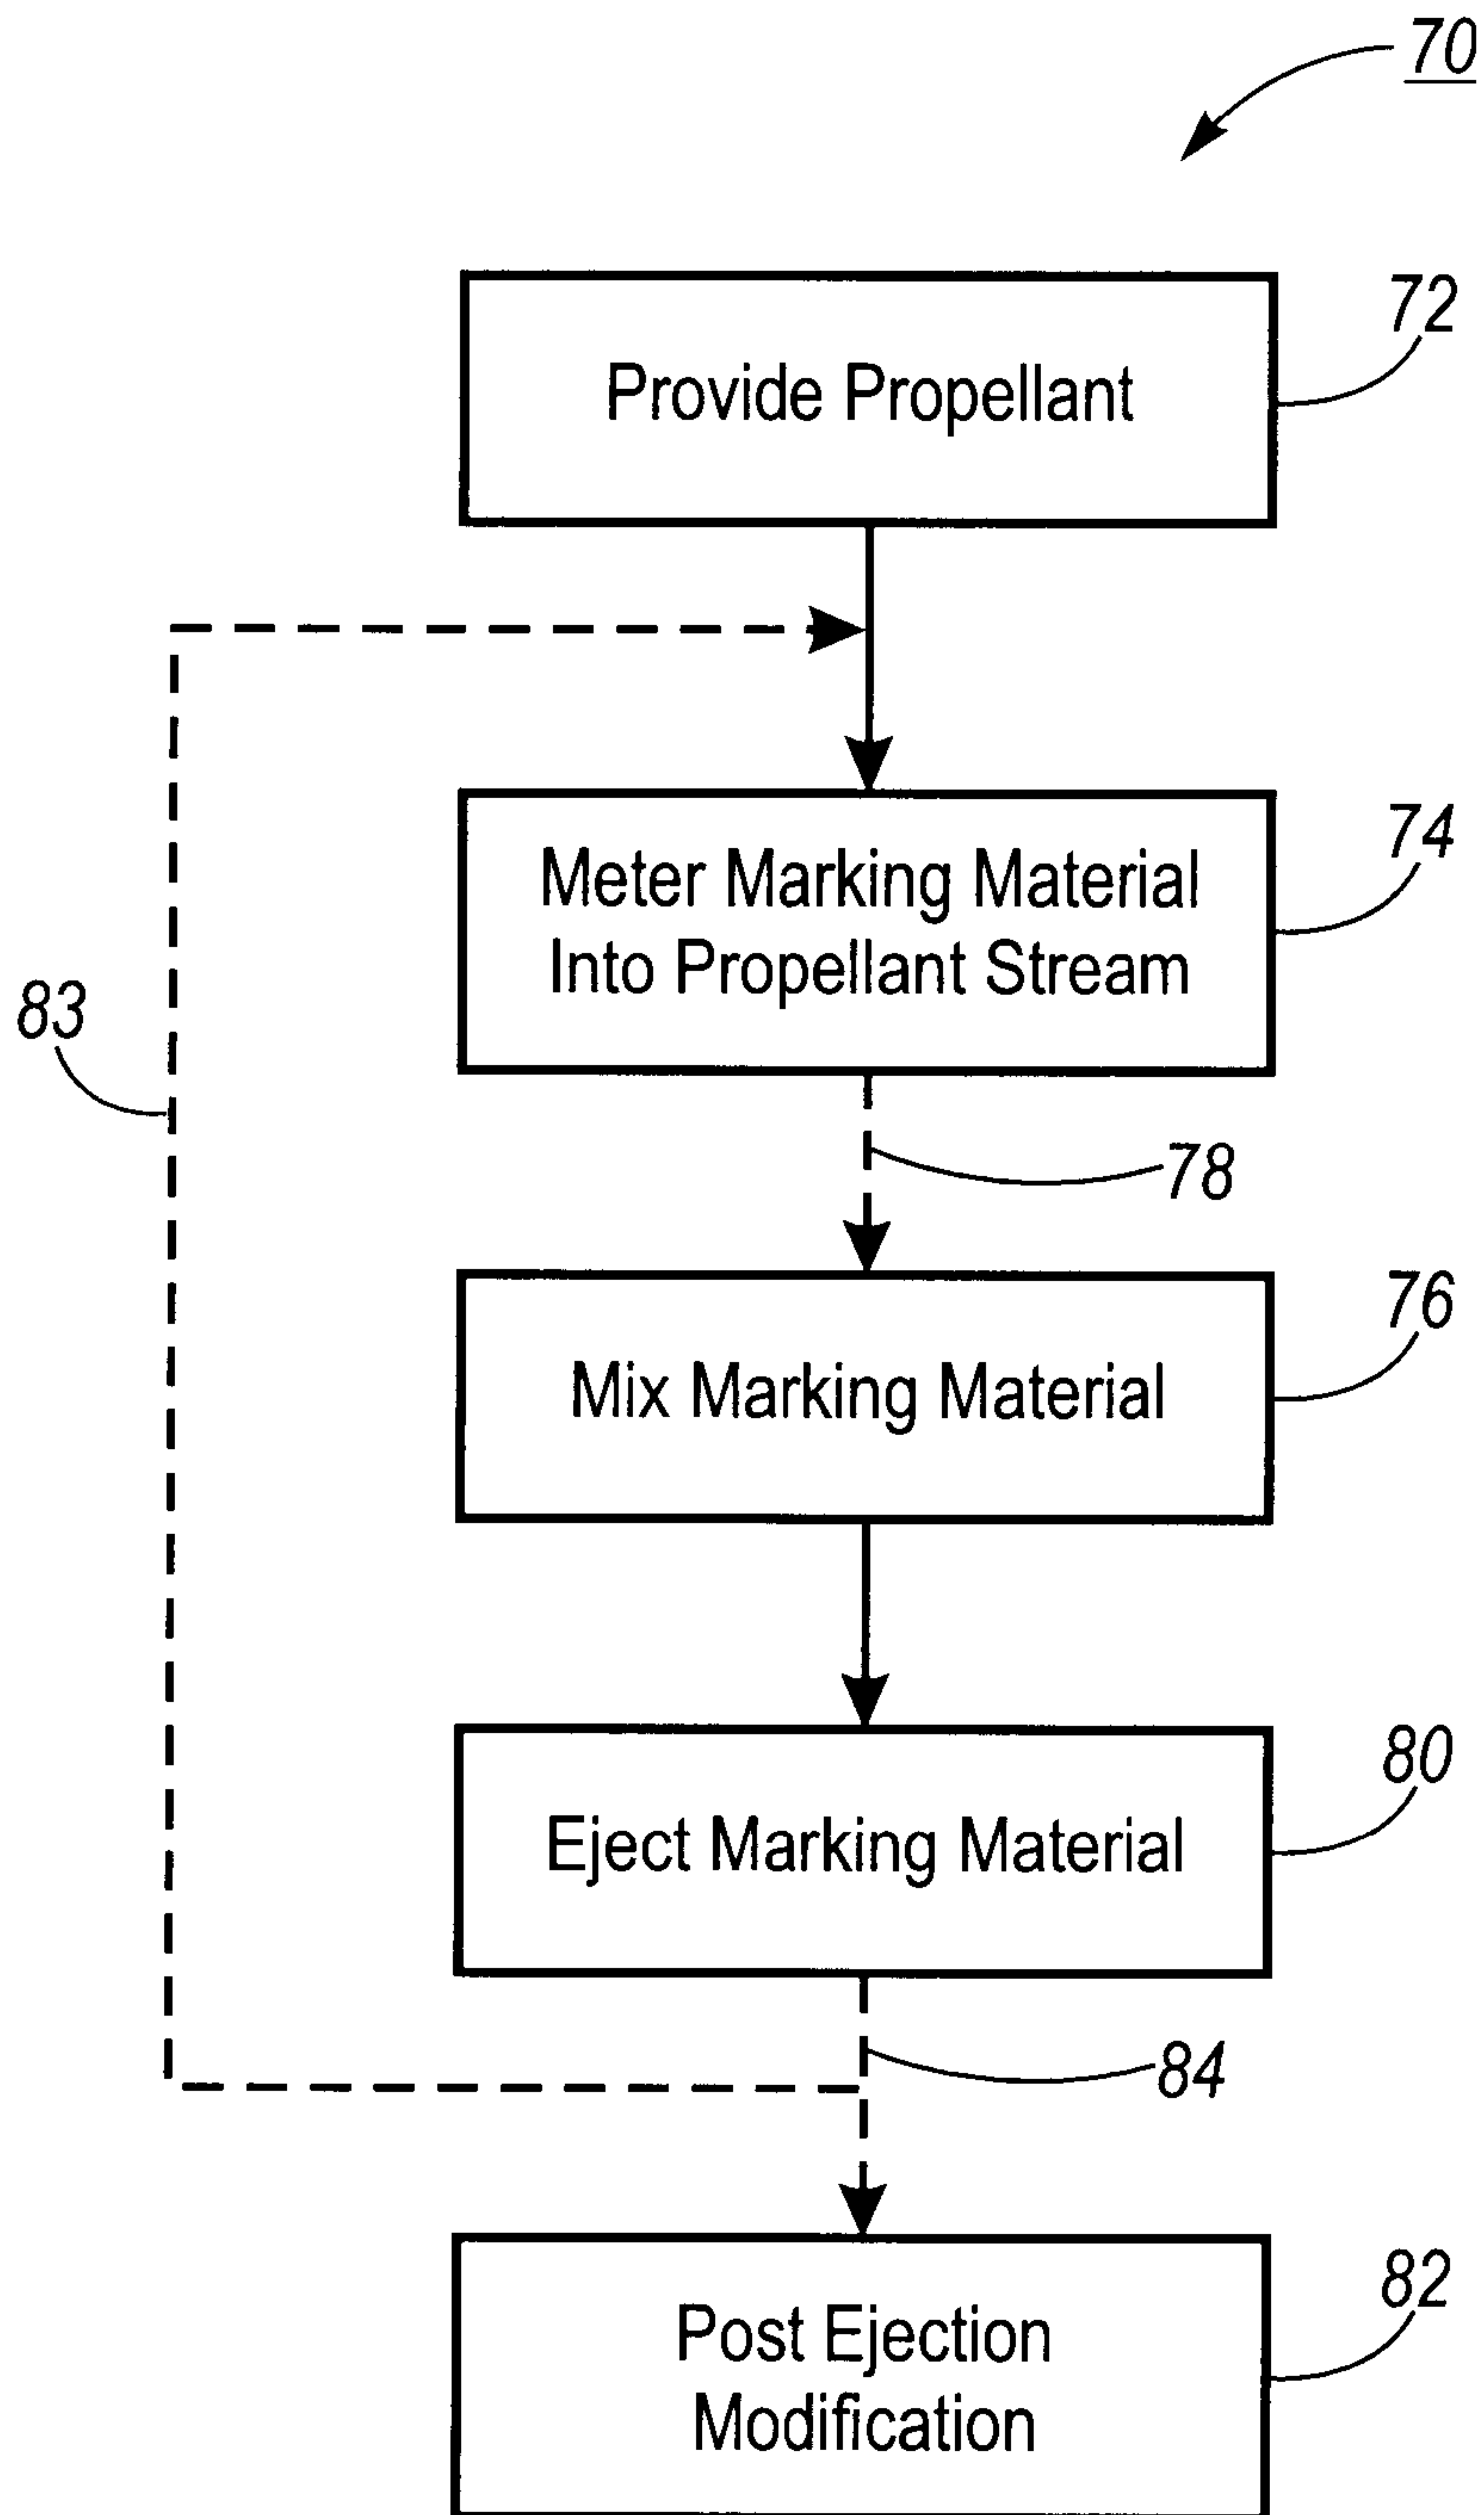 70
72
Provide Propellant
74
Meter Marking Material
Into Propellant Stream
83
78
76
Mix Marking Material
80
Eject Marking Material
84
82
Post Ejection
Modification